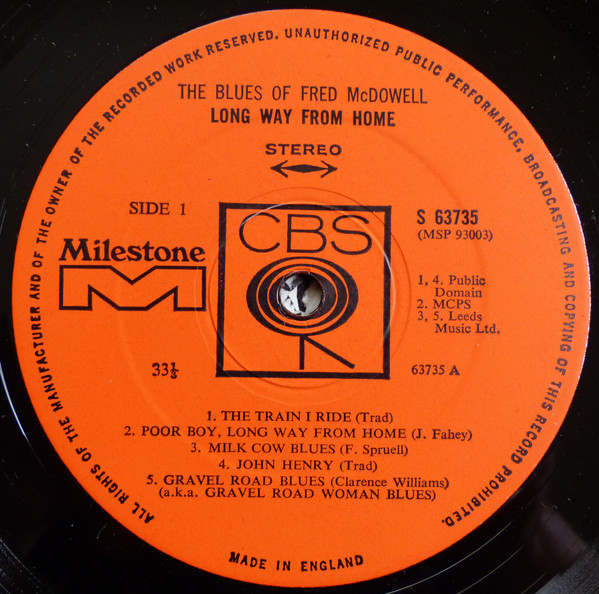 ALL RIGHTS OF THE MANUFACTURER AND OF THE OWNER OF THE RECORDED WORK RESERVED. UNAUTHORIZED PUBLIC PERFORMANCE, BROADCASTING AND COPYING OF THIS RECORD PROHIBITED.
THE BLUES OF FRED McDOWELL
LONG WAY FROM HOME
STEREO
SIDE 1
Milestone
M
CBS
S 63735
(MSP 93003)
1, 4. Public
Domain
2. MCPS
3, 5. Leeds
Music Ltd.
33⅓
63735 A
1. THE TRAIN I RIDE (Trad)
2. POOR BOY, LONG WAY FROM HOME (J. Fahey)
3. MILK COW BLUES (F. Spruell)
4. JOHN HENRY (Trad)
5. GRAVEL ROAD BLUES (Clarence Williams)
(a.k.a. GRAVEL ROAD WOMAN BLUES)
MADE IN ENGLAND